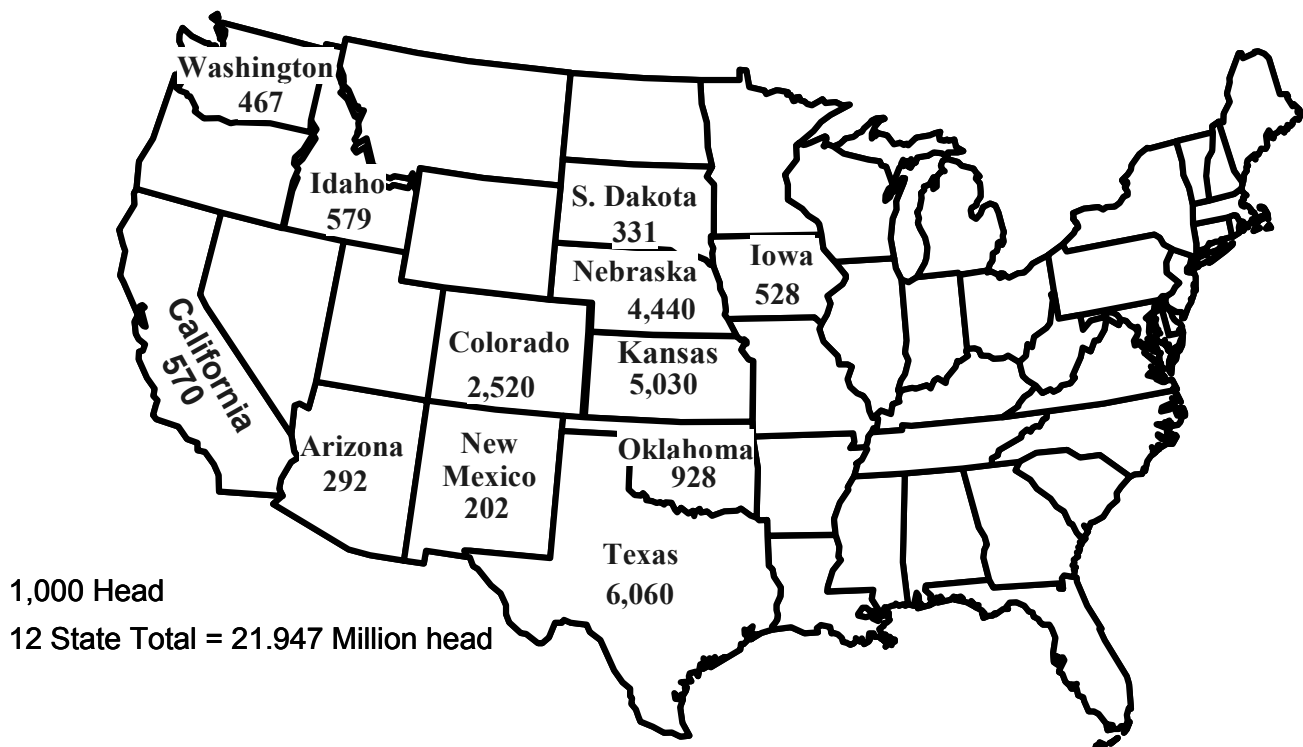 Washington
467
Idaho
579
S. Dakota
331
Nebraska
4,440
Iowa
528
California
570
Colorado
2,520
Kansas
5,030
Arizona
292
New
Mexico
202
Oklahoma
928
Texas
6,060
1,000 Head
12 State Total = 21.947 Million head